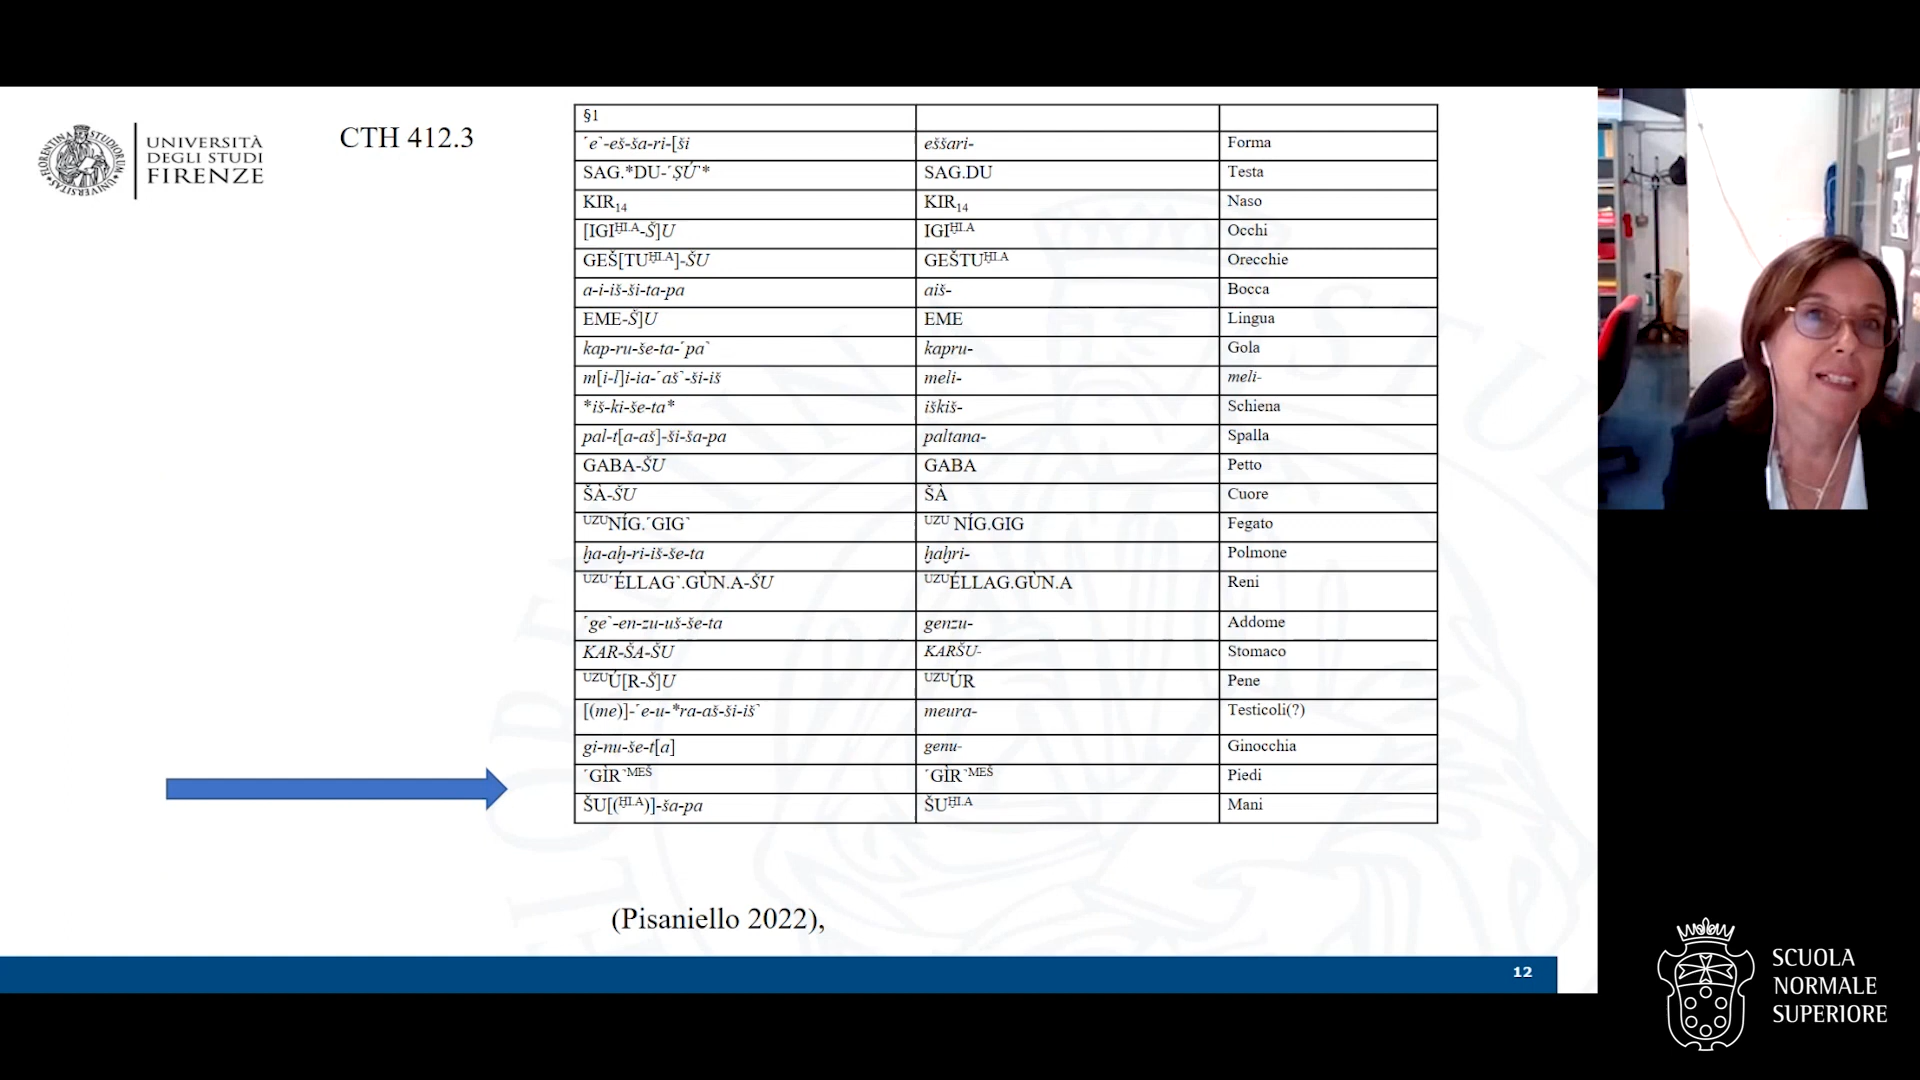 UNIVERSITÀ
DEGLI STUDI
FIRENZE
CTH 412.3
§1
´e`-eš-ša-ri-[ši eššari- Forma
SAG.*DU-´ṢÚ`* SAG.DU Testa
KIR₁₄ KIR₁₄ Naso
[IGIḪI.A-Š]U IGIḪI.A Occhi
GEŠ[TUḪI.A]-ŠU GEŠTUḪI.A Orecchie
a-i-iš-ši-ta-pa aiš- Bocca
EME-Š]U EME Lingua
kap-ru-še-ta-´pa` kapru- Gola
m[i-l]i-ia-´aš`-ši-iš meli- meli-
*iš-ki-še-ta* iškiš- Schiena
pal-t[a-aš]-ši-ša-pa paltana- Spalla
GABA-ŠU GABA Petto
ŠÀ-ŠU ŠÀ Cuore
UZUNÍG.´GIG` UZU NÍG.GIG Fegato
ḫa-aḫ-ri-iš-še-ta ḫaḫri- Polmone
UZU´ÉLLAG`.GÙN.A-ŠU UZUÉLLAG.GÙN.A Reni
´ge`-en-zu-uš-še-ta genzu- Addome
KAR-ŠA-ŠU KARŠU- Stomaco
UZUÚ[R-Š]U UZUÚR Pene
[(me)]-´e-u-*ra-aš-ši-iš` meura- Testicoli(?)
gi-nu-še-t[a] genu- Ginocchia
´GÌR`MEŠ ´GÌR`MEŠ Piedi
ŠU[(ḪI.A)]-ša-pa ŠUḪI.A Mani
(Pisaniello 2022),
12
SCUOLA
NORMALE
SUPERIORE